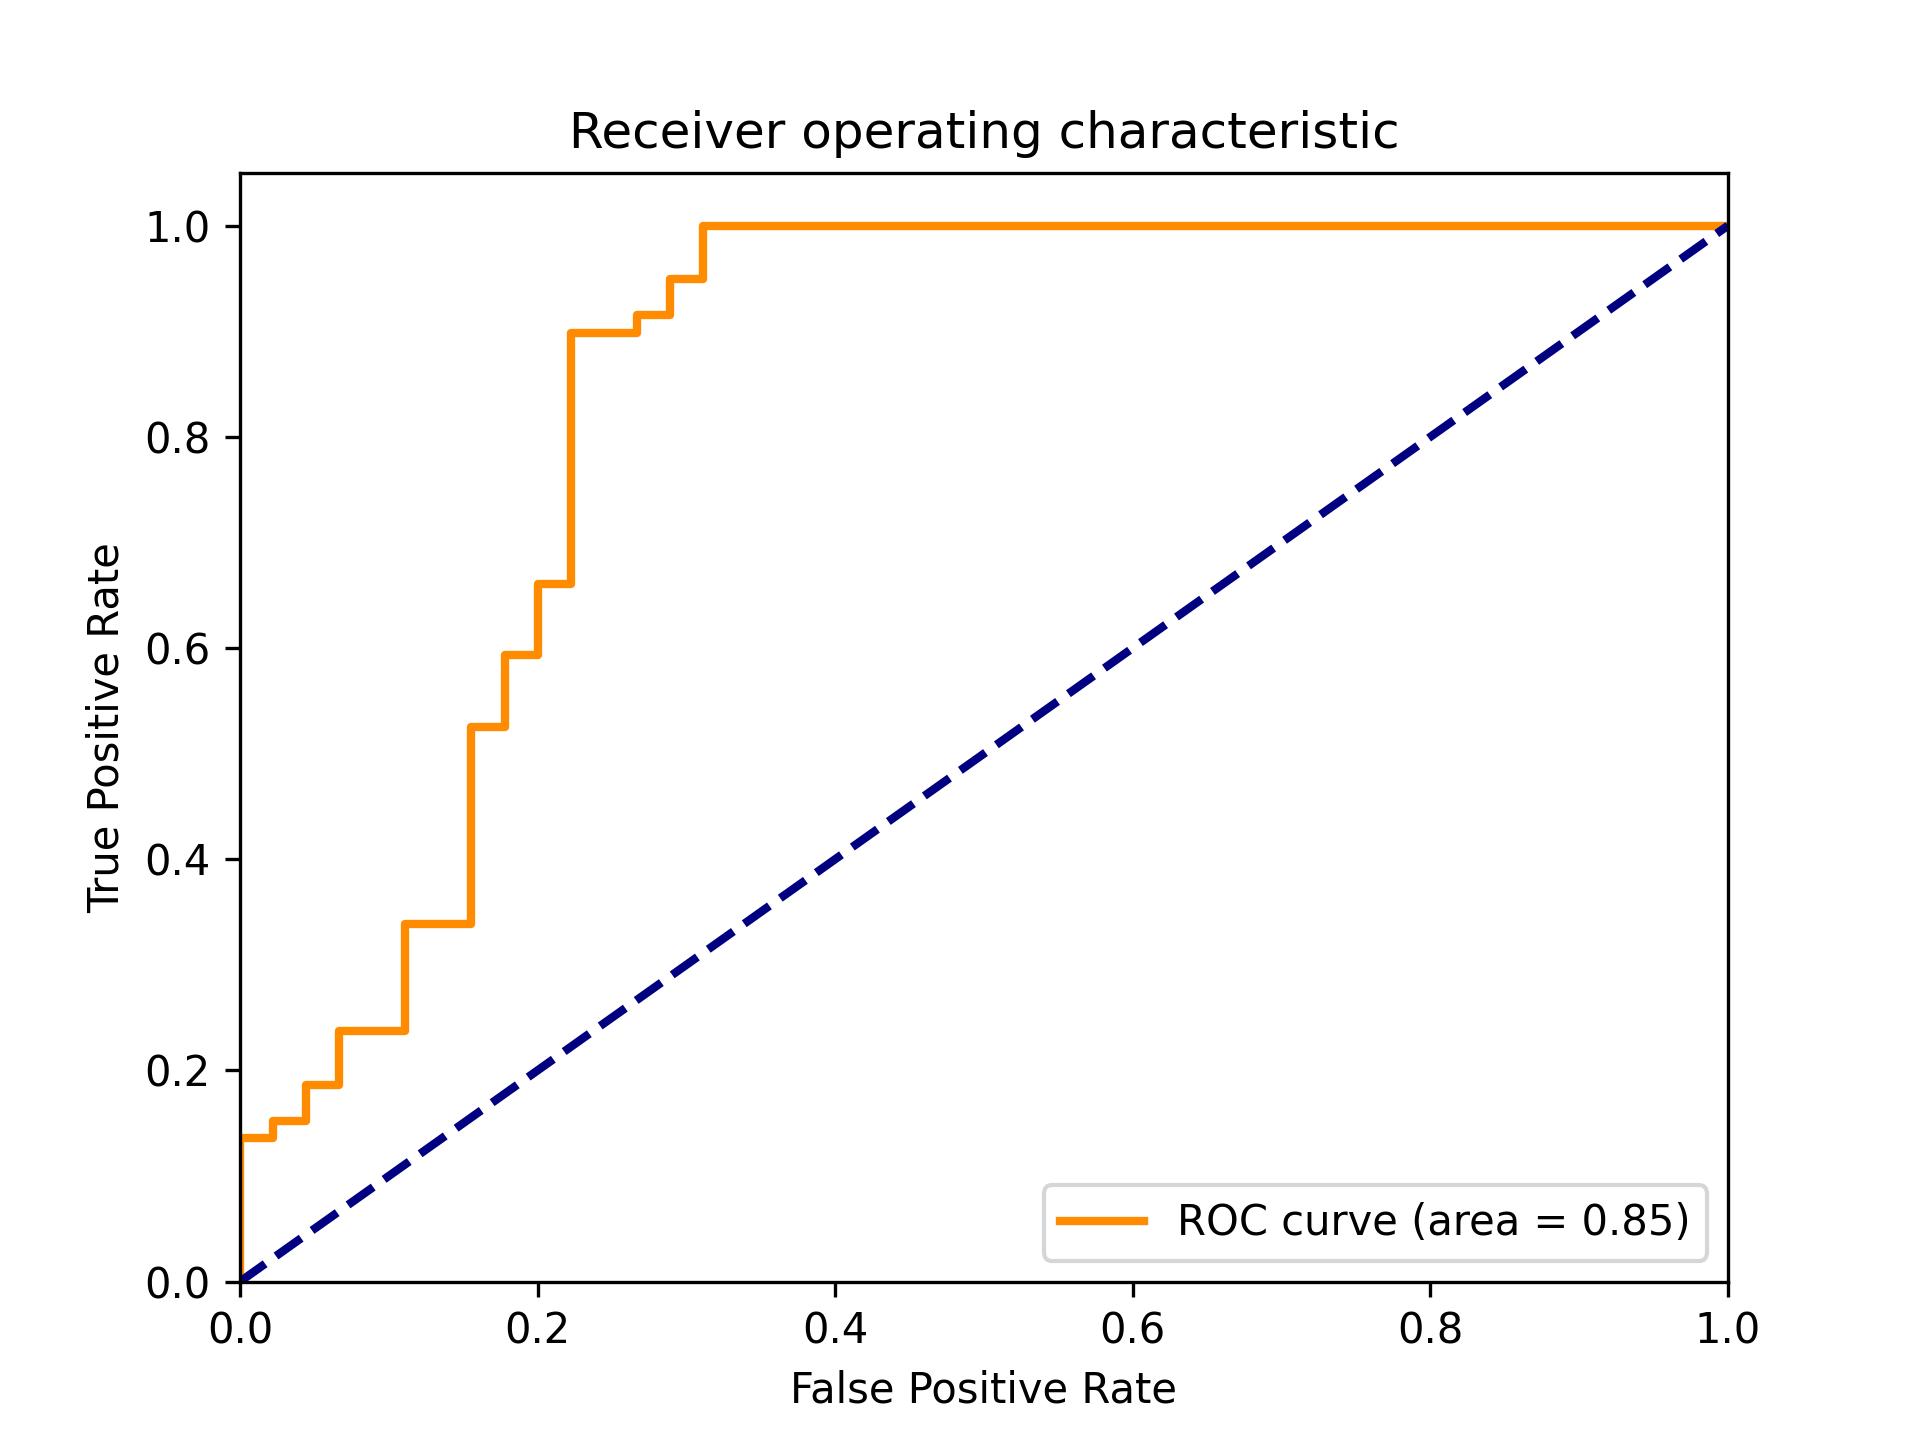 Receiver operating characteristic
1.0
0.8
0.6
0.4
0.2
0.0
True Positive Rate
ROC curve (area = 0.85)
0.0 0.2 0.4 0.6 0.8 1.0
False Positive Rate